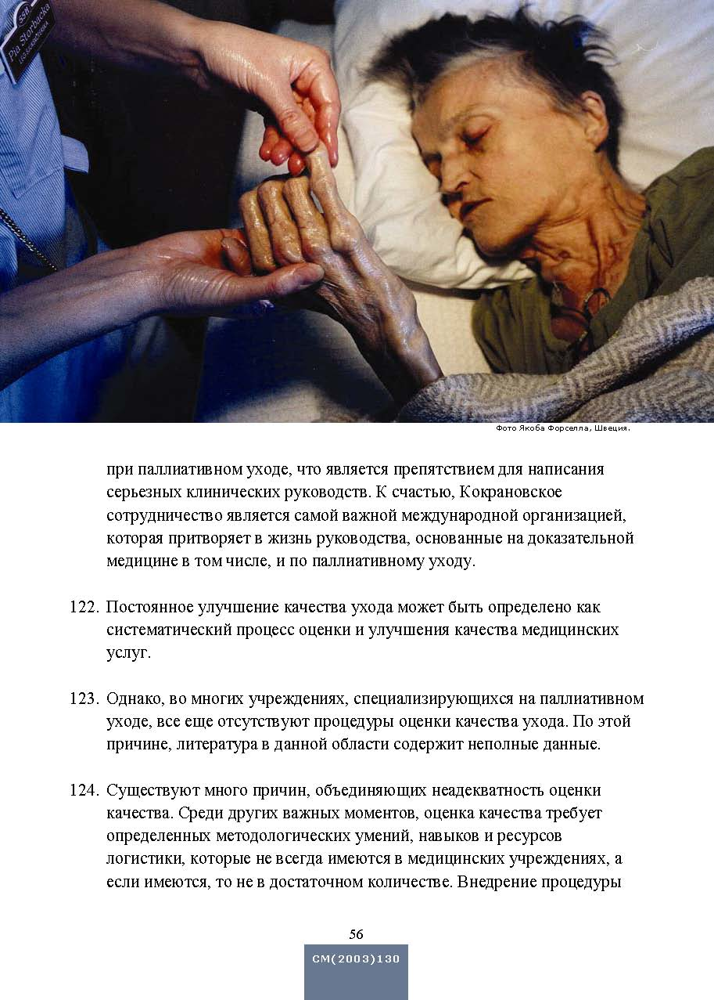 ssa
Pia Storbacka
Фото Якоба Форселла, Швеция.
при паллиативном уходе, что является препятствием для написания
серьезных клинических руководств. К счастью, Кокрановское
сотрудничество является самой важной международной организацией,
которая притворяет в жизнь руководства, основанные на доказательной
медицине в том числе, и по паллиативному уходу.
122. Постоянное улучшение качества ухода может быть определено как
систематический процесс оценки и улучшения качества медицинских
услуг.
123. Однако, во многих учреждениях, специализирующихся на паллиативном
уходе, все еще отсутствуют процедуры оценки качества ухода. По этой
причине, литература в данной области содержит неполные данные.
124. Существуют много причин, объединяющих неадекватность оценки
качества. Среди других важных моментов, оценка качества требует
определенных методологических умений, навыков и ресурсов
логистики, которые не всегда имеются в медицинских учреждениях, а
если имеются, то не в достаточном количестве. Внедрение процедуры
56
CM(2003)130